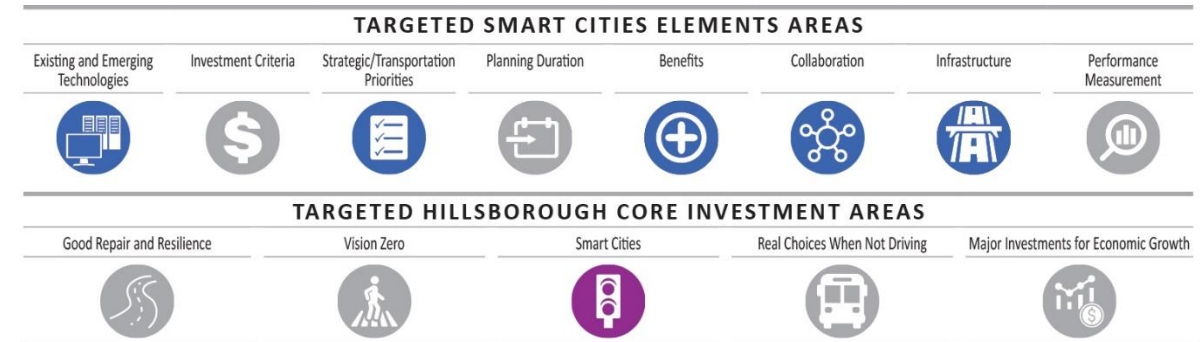 TARGETED SMART CITIES ELEMENTS AREAS
Existing and Emerging
Technologies
Investment Criteria
Strategic/Transportation
Priorities
Planning Duration
Benefits
Collaboration
Infrastructure
Performance
Measurement
$
TARGETED HILLSBOROUGH CORE INVESTMENT AREAS
Good Repair and Resilience
Vision Zero
Smart Cities
Real Choices When Not Driving
Major Investments for Economic Growth
$